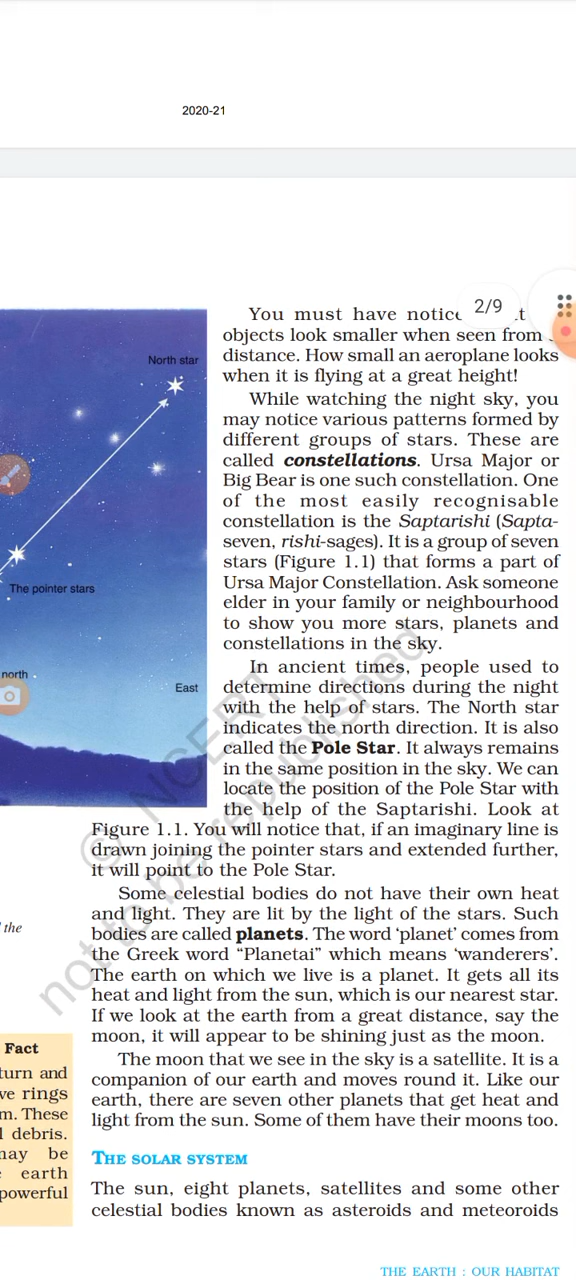 2020-21
2/9
You must have
objects look smaller when seen from
distance. How small an aeroplane looks
when it is flying at a great height!
While watching the night sky, you
may notice various patterns formed by
different groups of stars. These are
called constellations. Ursa Major or
Big Bear is one such constellation. One
of the most easily recognisable
constellation is the Saptarishi (Sapta-
seven, rishi-sages). It is a group of seven
stars (Figure 1.1) that forms a part of
Ursa Major Constellation. Ask someone
elder in your family or neighbourhood
to show you more stars, planets and
constellations in the sky.
In ancient times, people used to
determine directions during the night
with the help of stars. The North star
indicates the north direction. It is also
called the Pole Star. It always remains
in the same position in the sky. We can
locate the position of the Pole Star with
the help of the Saptarishi. Look at
Figure 1.1. You will notice that, if an imaginary line is
drawn joining the pointer stars and extended further,
it will point to the Pole Star.
Some celestial bodies do not have their own heat
and light. They are lit by the light of the stars. Such
bodies are called planets. The word ‘planet’ comes from
the Greek word “Planetai” which means ‘wanderers’.
The earth on which we live is a planet. It gets all its
heat and light from the sun, which is our nearest star.
If we look at the earth from a great distance, say the
moon, it will appear to be shining just as the moon.
The moon that we see in the sky is a satellite. It is a
companion of our earth and moves round it. Like our
earth, there are seven other planets that get heat and
light from the sun. Some of them have their moons too.
THE SOLAR SYSTEM
The sun, eight planets, satellites and some other
celestial bodies known as asteroids and meteoroids
THE EARTH : OUR HABITAT
North star
The pointer stars
north
East
the
Fact
turn and
ve rings
m. These
l debris.
may be
earth
powerful
© NCERT
not to be republished